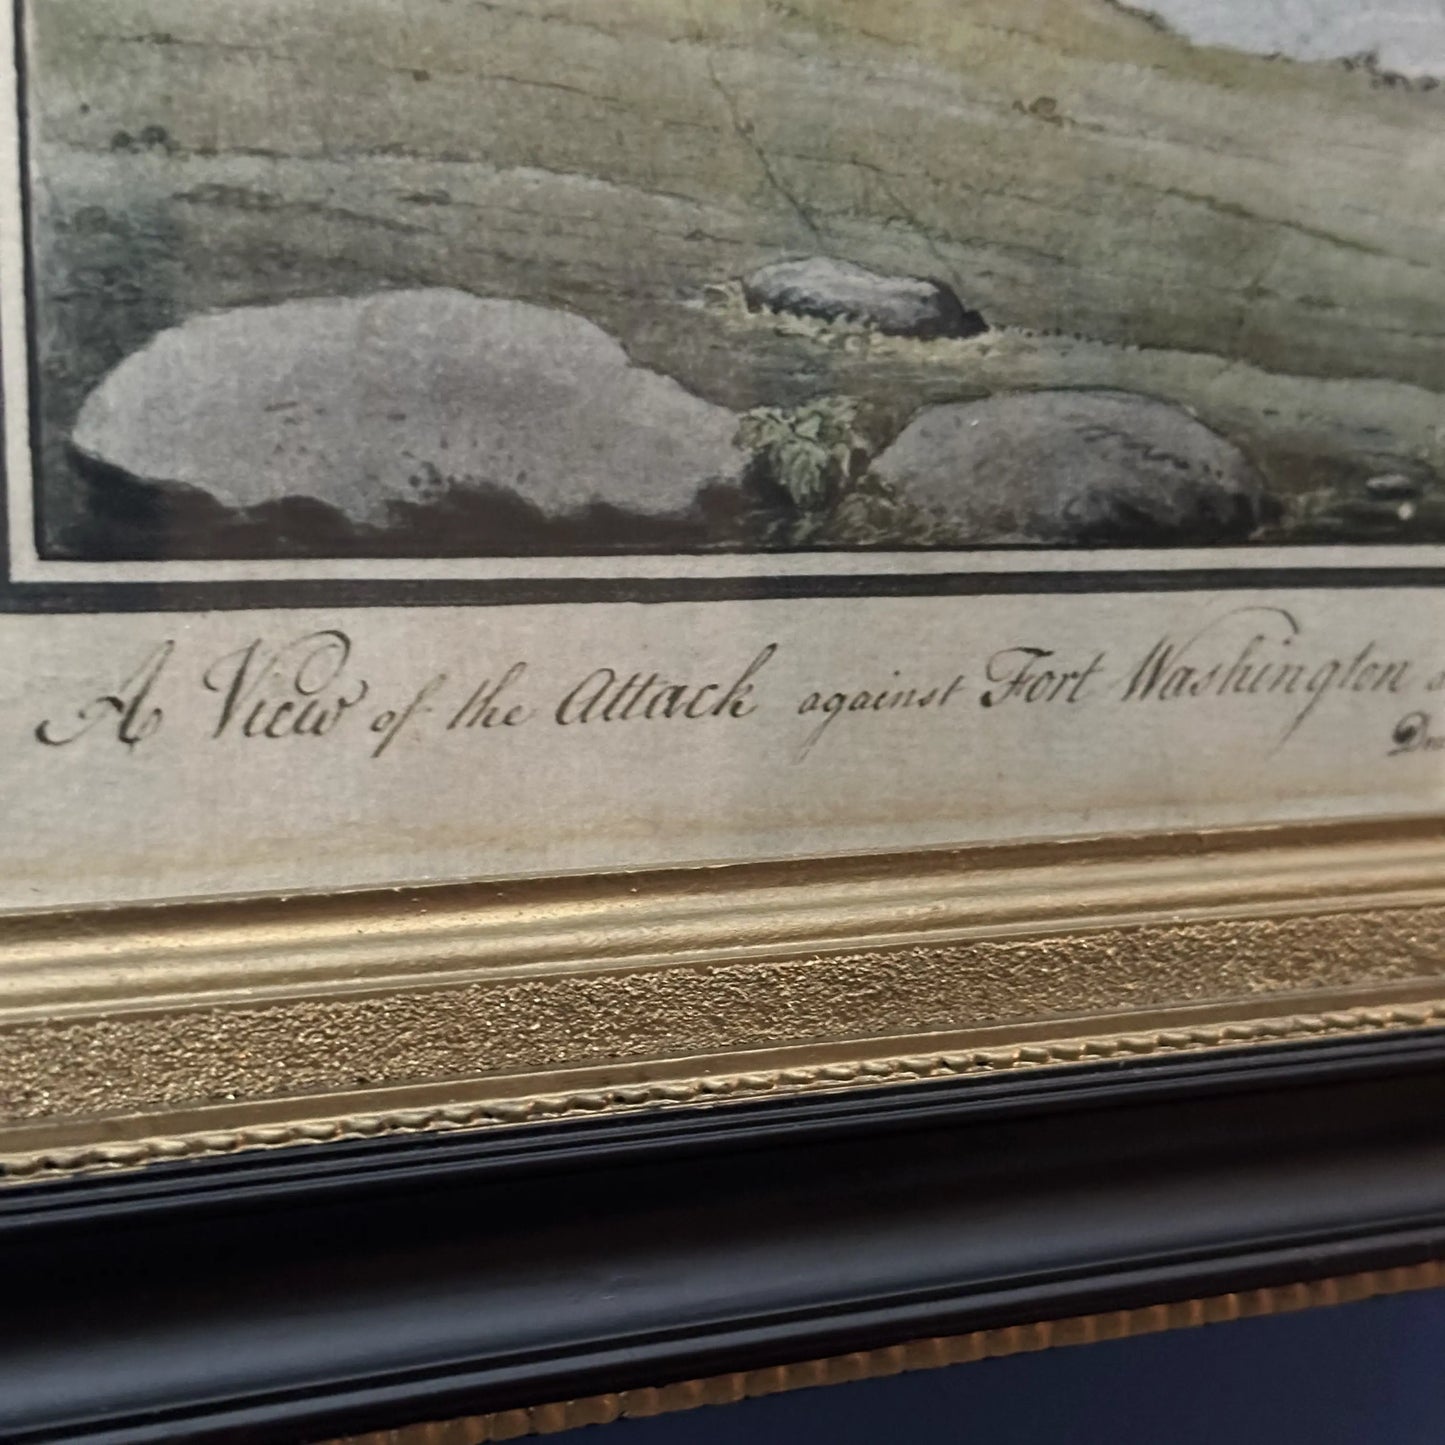 A View of the Attack against Fort Washington